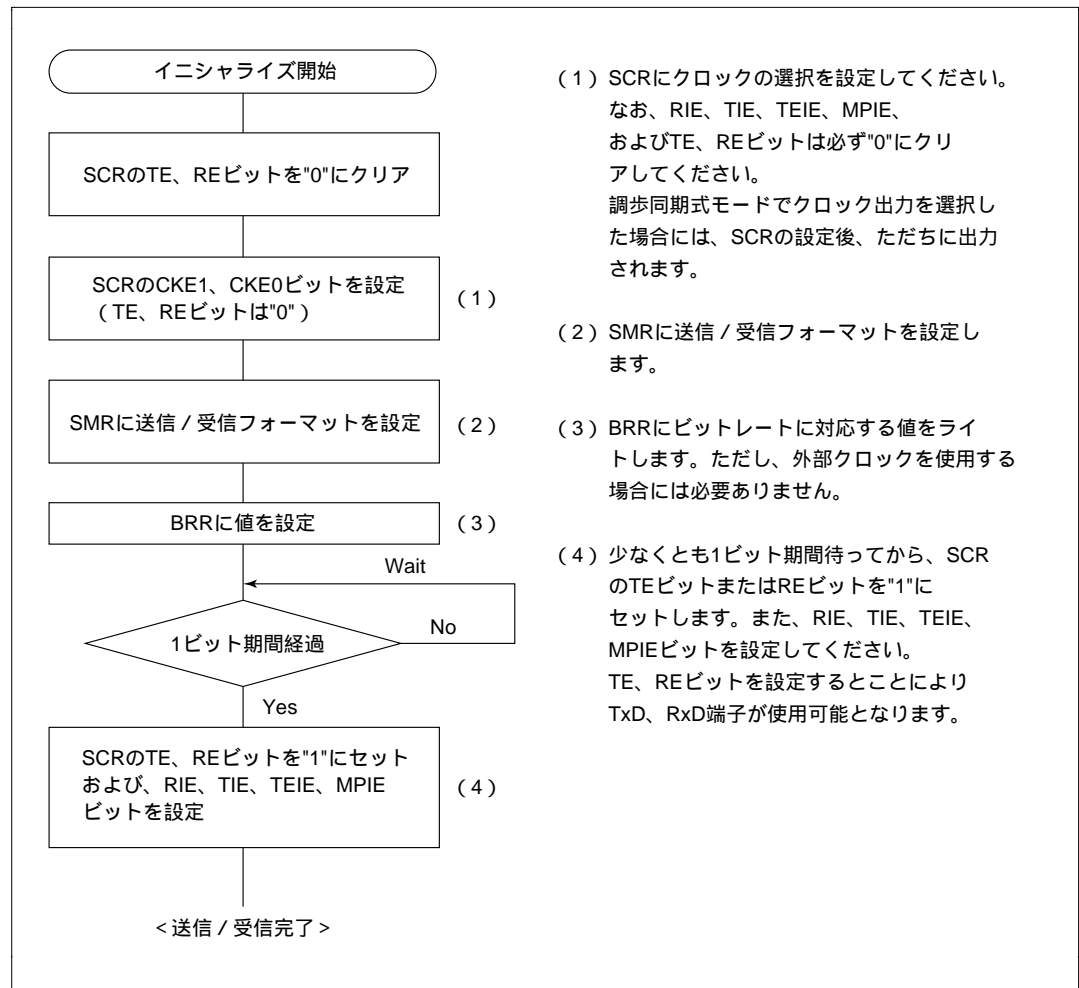 イニシャライズ開始
SCRのTE、REビットを"0"にクリア
SCRのCKE1、CKE0ビットを設定
(TE、REビットは"0")
(1)
SMRに送信/受信フォーマットを設定
(2)
BRRに値を設定
(3)
Wait
1ビット期間経過
No
Yes
SCRのTE、REビットを"1"にセット
および、RIE、TIE、TEIE、MPIE
ビットを設定
(4)
<送信/受信完了>
(1)SCRにクロックの選択を設定してください。
なお、RIE、TIE、TEIE、MPIE、
およびTE、REビットは必ず"0"にクリ
アしてください。
調歩同期式モードでクロック出力を選択し
た場合には、SCRの設定後、ただちに出力
されます。
(2)SMRに送信/受信フォーマットを設定し
ます。
(3)BRRにビットレートに対応する値をライ
トします。ただし、外部クロックを使用する
場合には必要ありません。
(4)少なくとも1ビット期間待ってから、SCR
のTEビットまたはREビットを"1"に
セットします。また、RIE、TIE、TEIE、
MPIEビットを設定してください。
TE、REビットを設定するとことにより
TxD、RxD端子が使用可能となります。